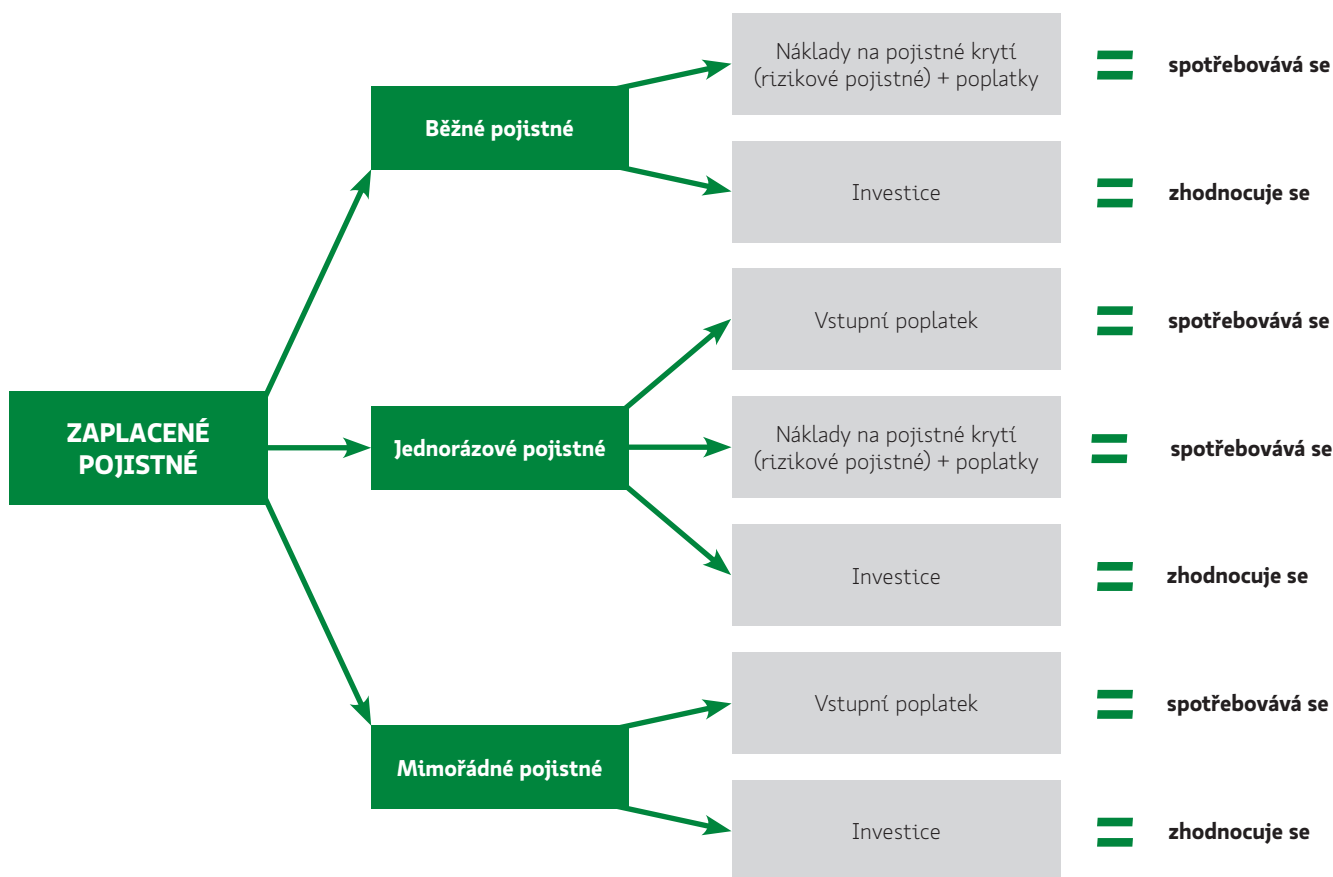 Náklady na pojistné krytí
(rizikové pojistné) + poplatky
spotřebovává se
Běžné pojistné
Investice
zhodnocuje se
Vstupní poplatek
spotřebovává se
ZAPLACENÉ
POJISTNÉ
Jednorázové pojistné
Náklady na pojistné krytí
(rizikové pojistné) + poplatky
spotřebovává se
Investice
zhodnocuje se
Vstupní poplatek
spotřebovává se
Mimořádné pojistné
Investice
zhodnocuje se